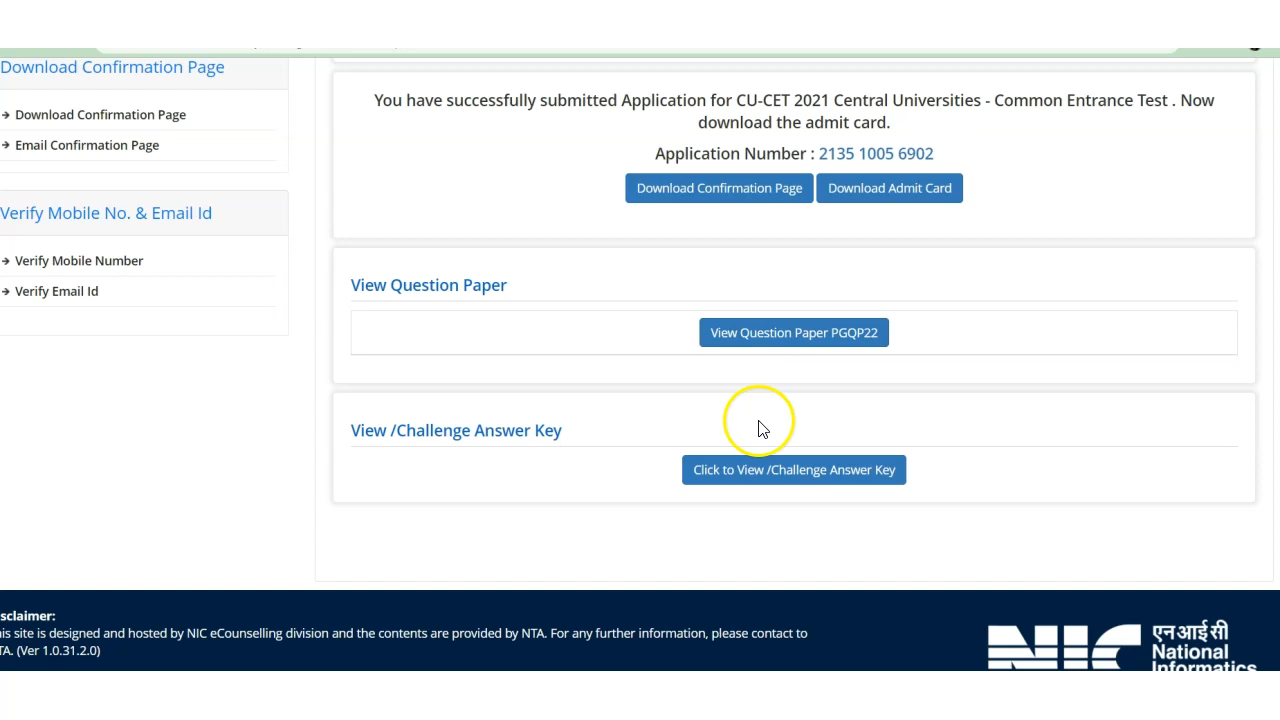 Download Confirmation Page
Download Confirmation Page
Email Confirmation Page
Verify Mobile No. & Email Id
Verify Mobile Number
Verify Email Id
You have successfully submitted Application for CU-CET 2021 Central Universities - Common Entrance Test . Now
download the admit card.
Application Number : 2135 1005 6902
Download Confirmation Page
Download Admit Card
View Question Paper
View Question Paper PGQP22
View /Challenge Answer Key
Click to View /Challenge Answer Key
sclaimer:
is site is designed and hosted by NIC eCounselling division and the contents are provided by NTA. For any further information, please contact to
TA. (Ver 1.0.31.2.0)
NIC
एन आई सी
National
Informatics